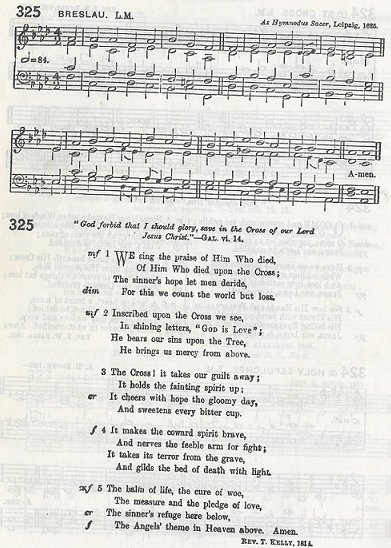 325 BRESLAU. L.M.
As Hymnodus Sacer, Leipzig, 1625.
=84.
A-men.
325
"God forbid that I should glory, save in the Cross of our Lord
Jesus Christ."—GAL. vi. 14.
mf 1 WE sing the praise of Him Who died,
Of Him Who died upon the Cross;
The sinner's hope let men deride,
dim For this we count the world but loss.
mf 2 Inscribed upon the Cross we see,
In shining letters, "GOD IS LOVE";
He bears our sins upon the Tree,
He brings us mercy from above.
3 The Cross! it takes our guilt away;
It holds the fainting spirit up;
cr It cheers with hope the gloomy day,
And sweetens every bitter cup.
f 4 It makes the coward spirit brave,
And nerves the feeble arm for fight;
It takes its terror from the grave,
And gilds the bed of death with light.
mf 5 The balm of life, the cure of woe,
The measure and the pledge of love,
cr The sinner's refuge here below,
f The Angels' theme in Heaven above. Amen.
REV. T. KELLY, 1815.